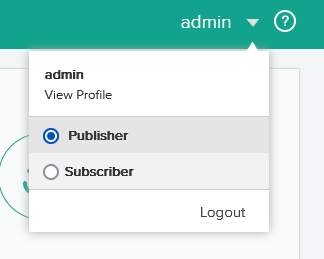 admin
?
admin
View Profile
Publisher
Subscriber
Logout